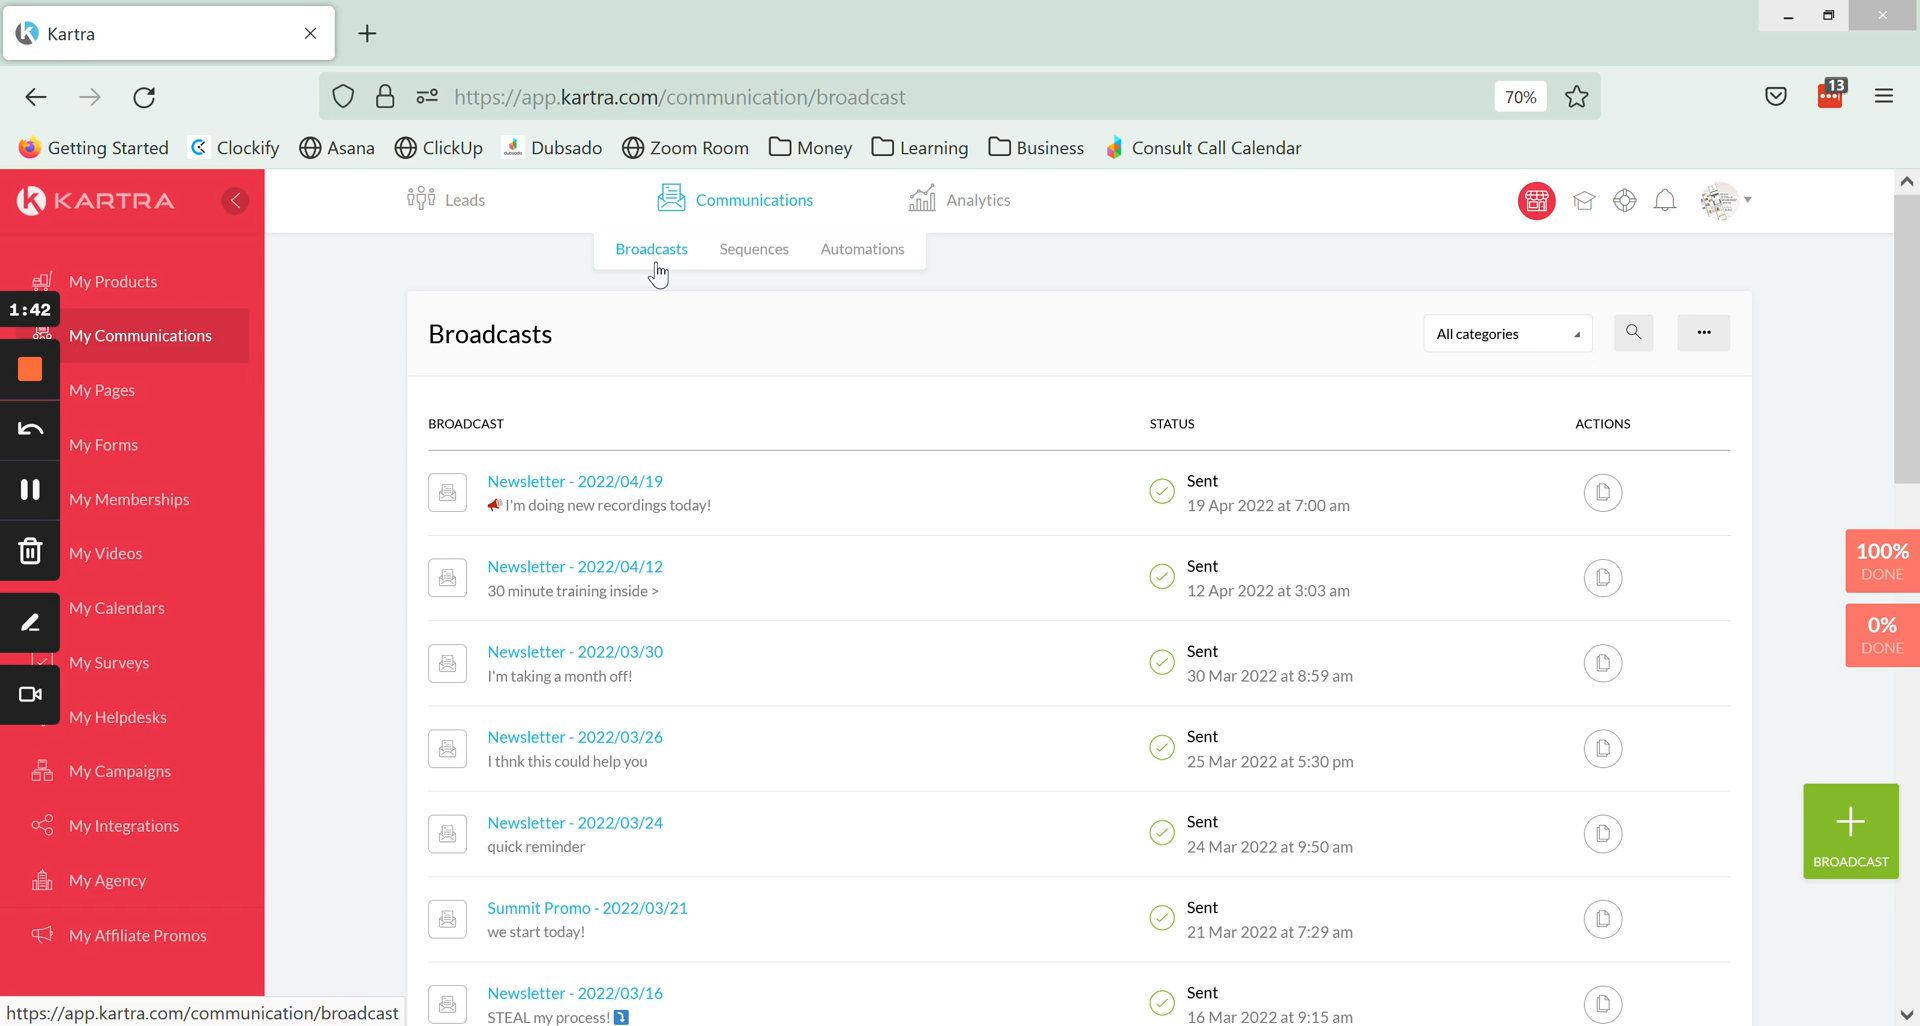 Kartra
https://app.kartra.com/communication/broadcast
70%
13
Getting Started
Clockify
Asana
ClickUp
Dubsado
Zoom Room
Money
Learning
Business
Consult Call Calendar
KARTRA
Leads
Communications
Analytics
Broadcasts
Sequences
Automations
My Products
1:42
My Communications
My Pages
My Forms
My Memberships
My Videos
My Calendars
My Surveys
My Helpdesks
My Campaigns
My Integrations
My Agency
My Affiliate Promos
Broadcasts
All categories
BROADCAST
STATUS
ACTIONS
Newsletter - 2022/04/19
📣 I'm doing new recordings today!
Sent
19 Apr 2022 at 7:00 am
Newsletter - 2022/04/12
30 minute training inside >
Sent
12 Apr 2022 at 3:03 am
Newsletter - 2022/03/30
I'm taking a month off!
Sent
30 Mar 2022 at 8:59 am
Newsletter - 2022/03/26
I thnk this could help you
Sent
25 Mar 2022 at 5:30 pm
Newsletter - 2022/03/24
quick reminder
Sent
24 Mar 2022 at 9:50 am
Summit Promo - 2022/03/21
we start today!
Sent
21 Mar 2022 at 7:29 am
Newsletter - 2022/03/16
STEAL my process! ⤵️
Sent
16 Mar 2022 at 9:15 am
100%
DONE
0%
DONE
BROADCAST
https://app.kartra.com/communication/broadcast